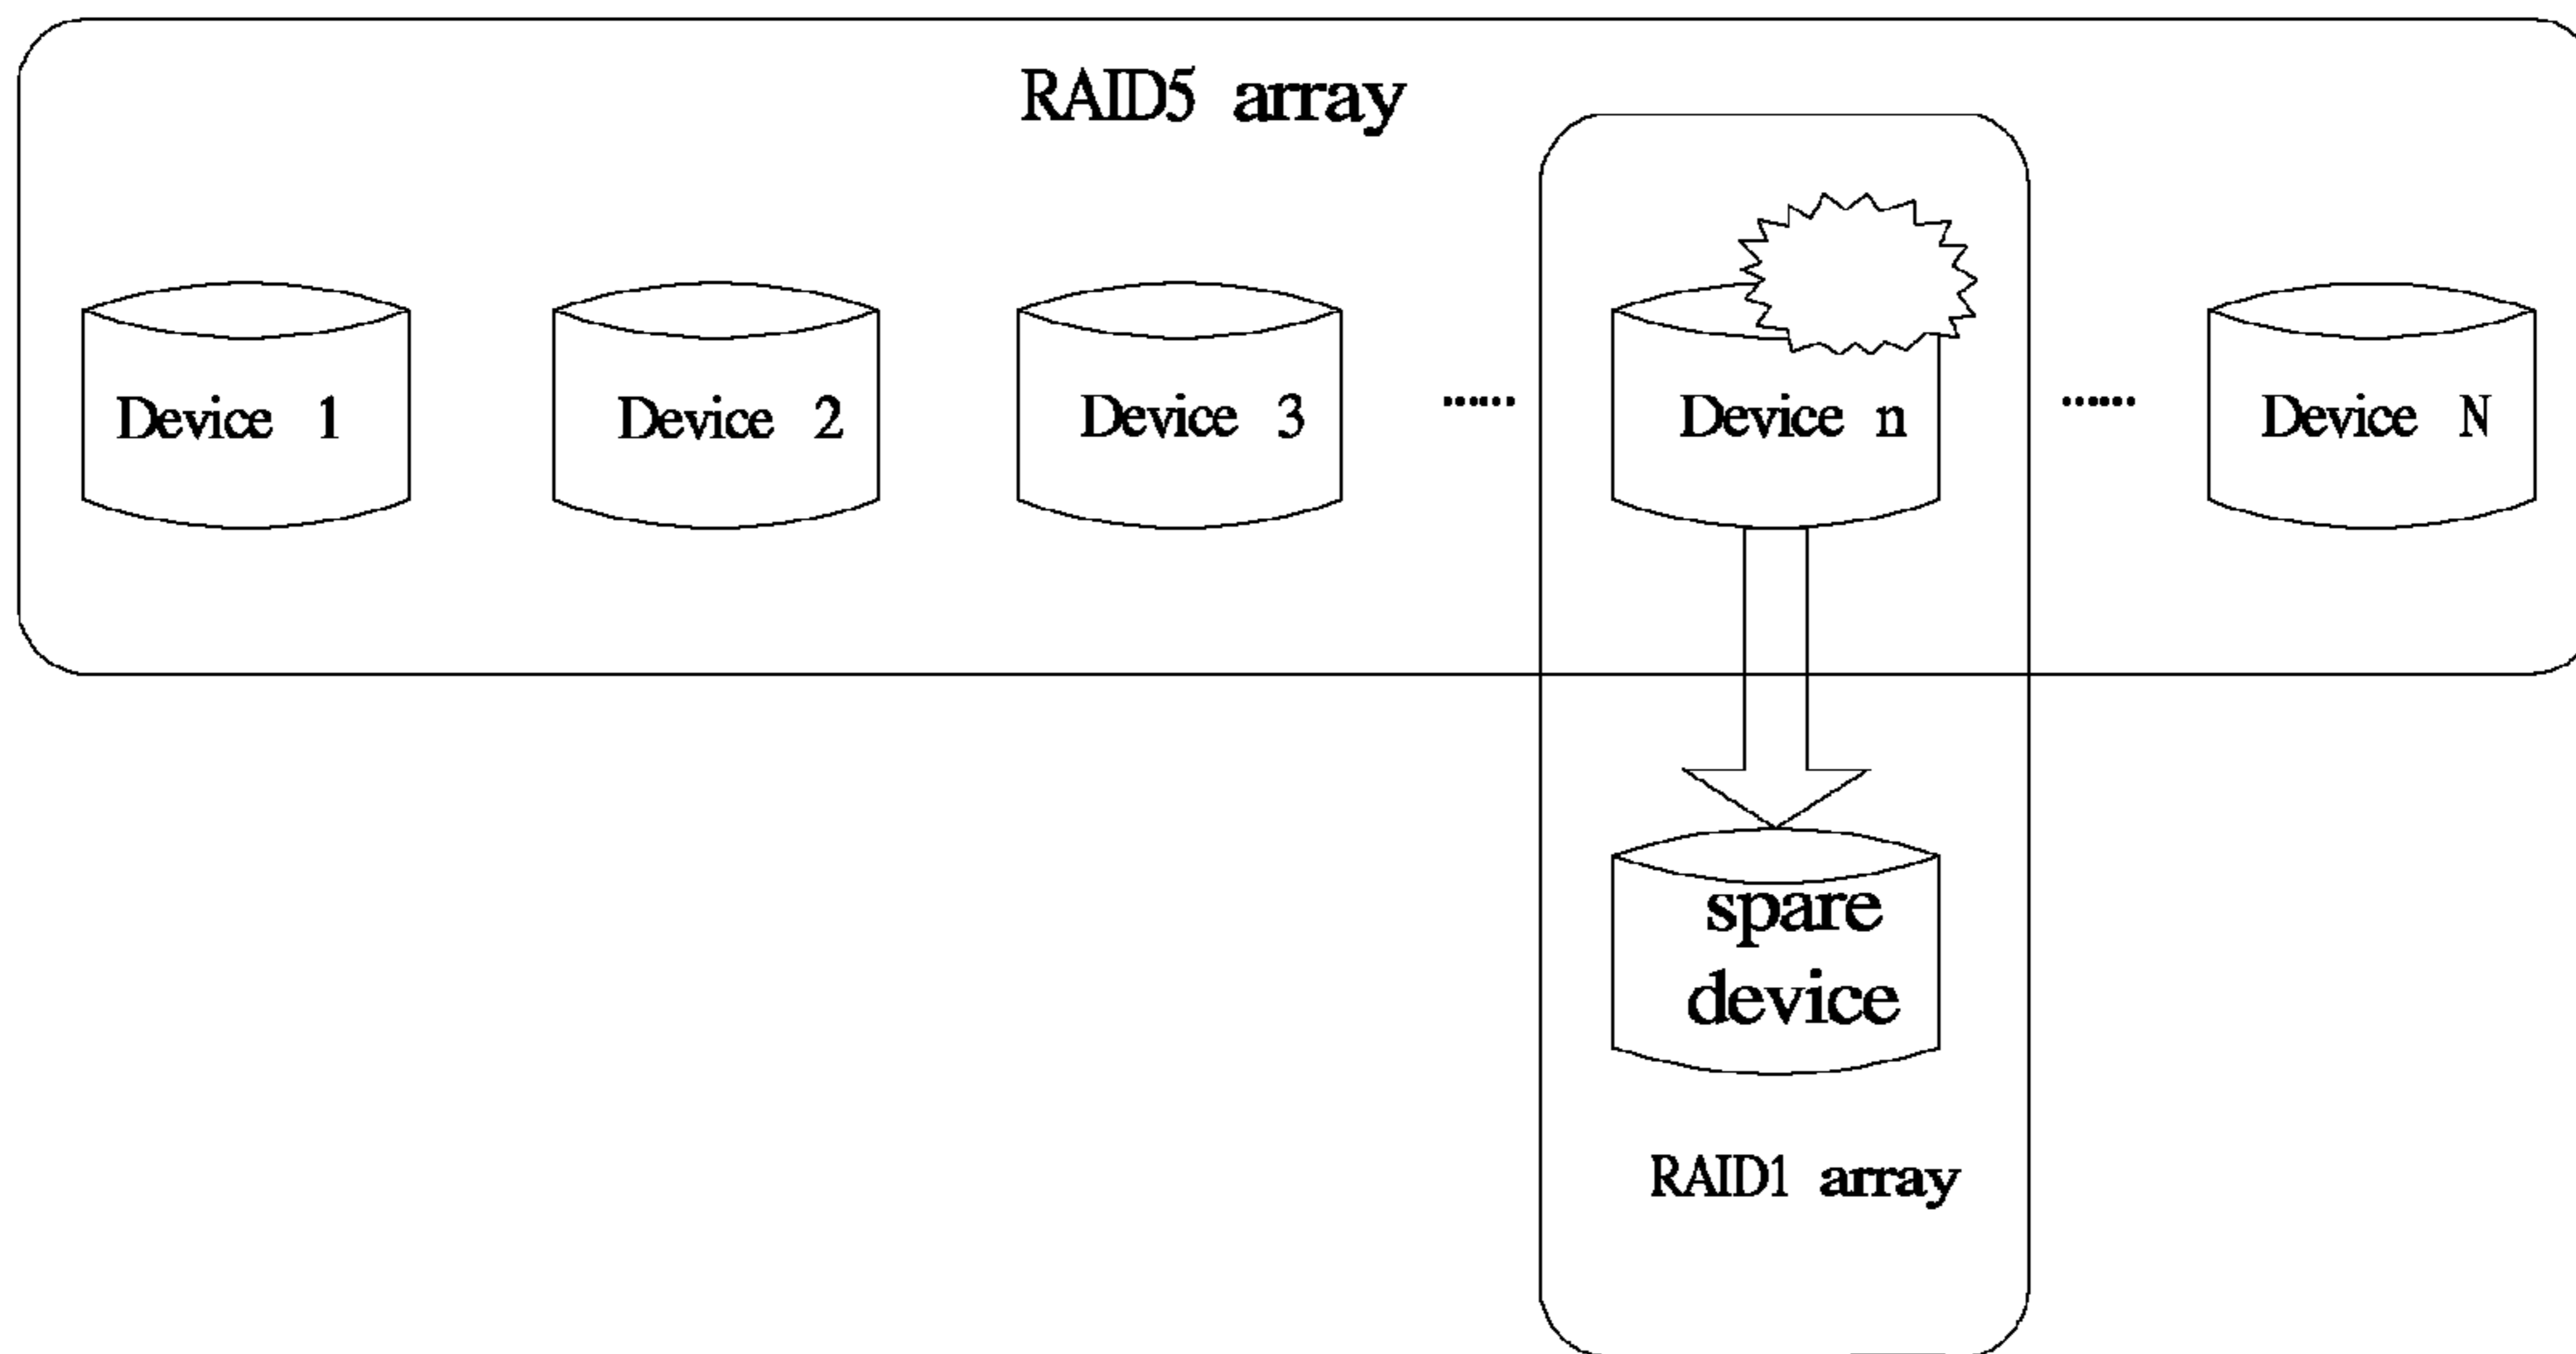 RAID5 array
Device 1
Device 2
Device 3
......
Device n
......
Device N
spare
device
RAID1 array